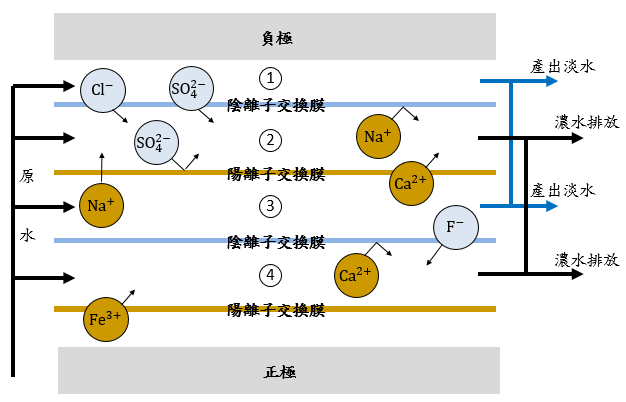 負極
Cl⁻
SO₄²⁻
①
產出淡水
陰離子交換膜
SO₄²⁻
②
Na⁺
濃水排放
陽離子交換膜
Ca²⁺
原
水
Na⁺
③
產出淡水
F⁻
陰離子交換膜
④
Ca²⁺
濃水排放
Fe³⁺
陽離子交換膜
正極